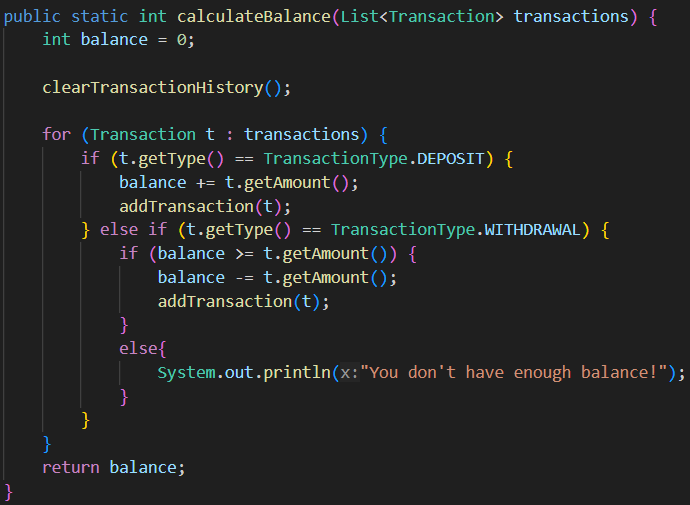 public static int calculateBalance(List<Transaction> transactions) {
    int balance = 0;

    clearTransactionHistory();

    for (Transaction t : transactions) {
        if (t.getType() == TransactionType.DEPOSIT) {
            balance += t.getAmount();
            addTransaction(t);
        } else if (t.getType() == TransactionType.WITHDRAWAL) {
            if (balance >= t.getAmount()) {
                balance -= t.getAmount();
                addTransaction(t);
            }
            else{
                System.out.println(x:"You don't have enough balance!");
            }
        }
    }
    return balance;
}